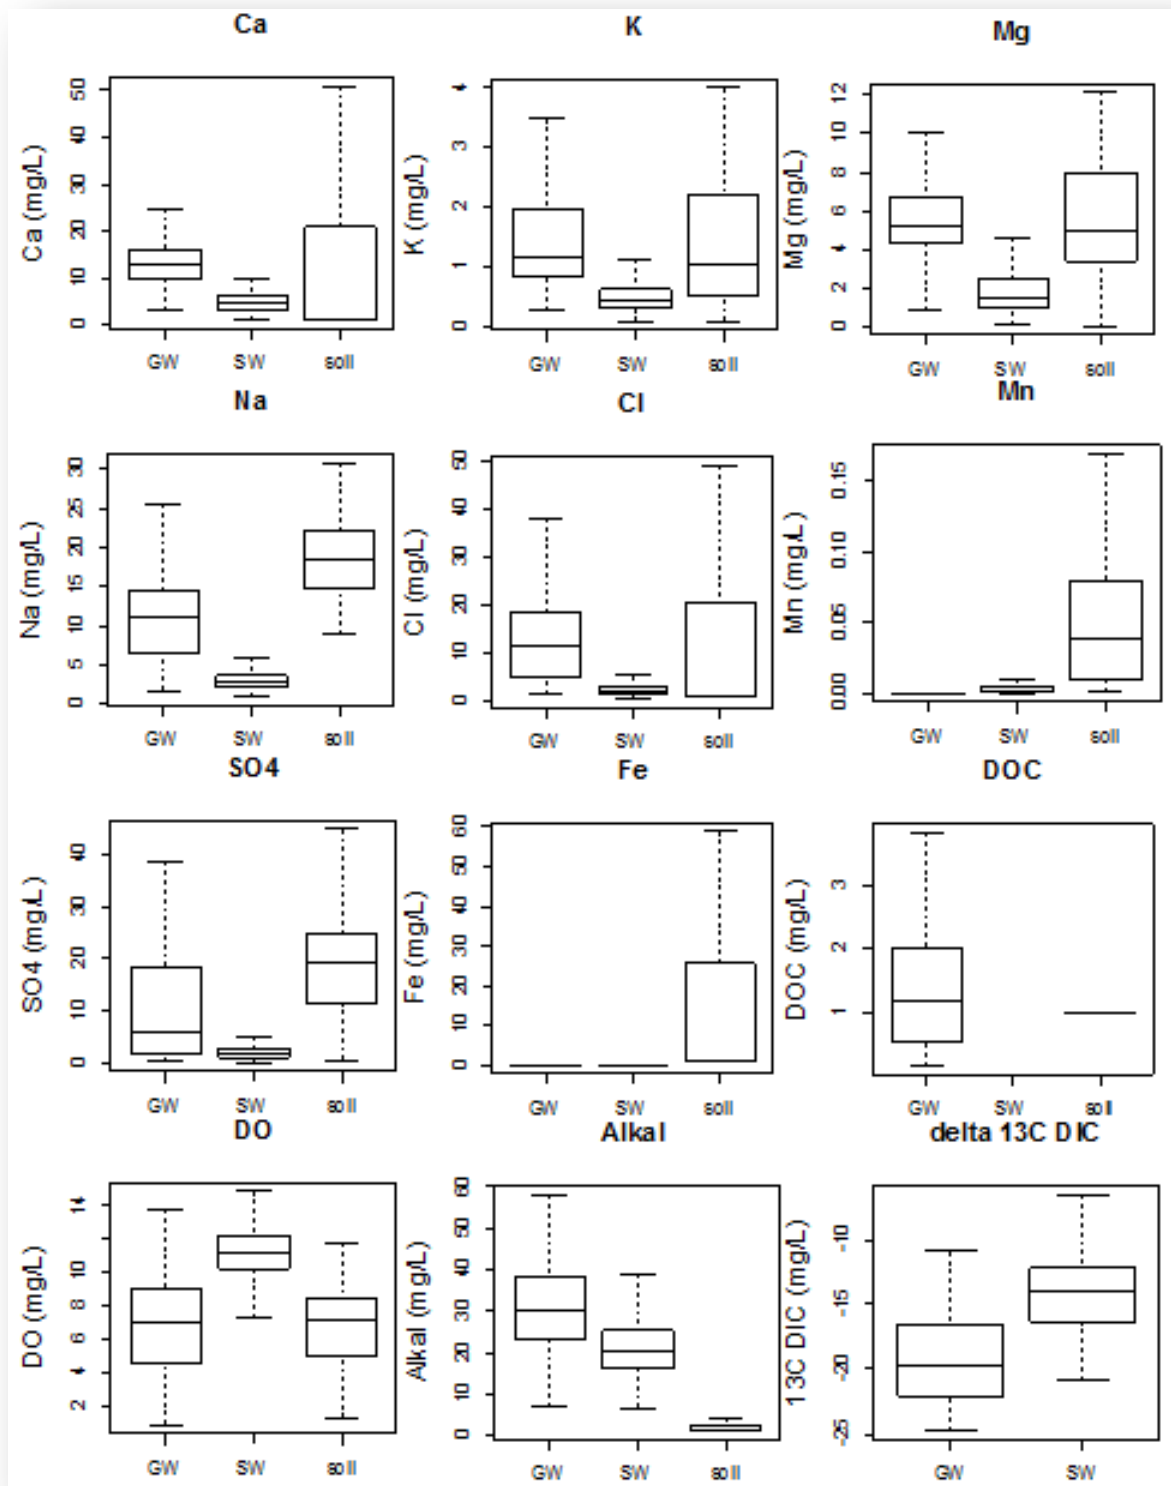 Ca K Mg
Ca (mg/L)
50
40
30
20
10
0
GW SW soil
K (mg/L)
4
3
2
1
0
GW SW soil
Mg (mg/L)
12
10
8
6
4
2
0
GW SW soil
Na Cl Mn
Na (mg/L)
30
25
20
15
10
5
0
GW SW soil
Cl (mg/L)
50
40
30
20
10
0
GW SW soil
Mn (mg/L)
0.15
0.10
0.05
0.00
GW SW soil
SO4 Fe DOC
SO4 (mg/L)
40
30
20
10
0
GW SW soil
Fe (mg/L)
60
50
40
30
20
10
0
GW SW soil
DOC (mg/L)
3
2
1
GW SW soil
DO Alkal delta 13C DIC
DO (mg/L)
14
10
8
6
4
2
GW SW soil
Alkal (mg/L)
60
50
40
30
20
10
0
GW SW soil
13C DIC (mg/L)
-10
-15
-20
-25
GW SW